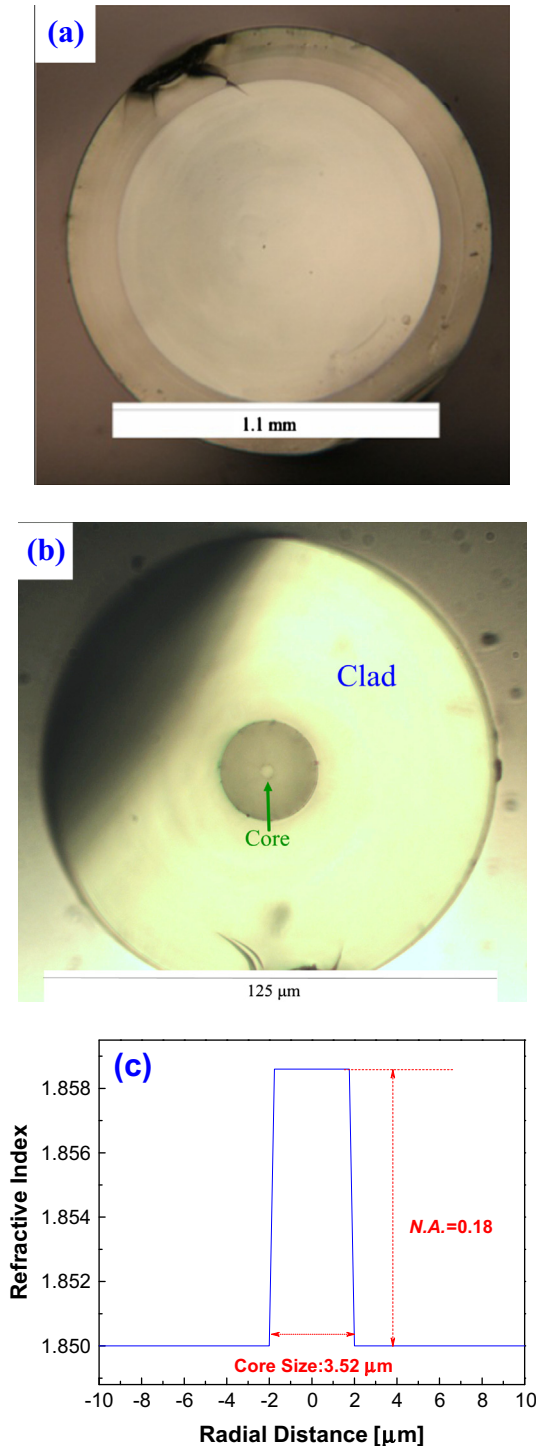 (a)
1.1 mm
(b)
Clad
Core
125 μm
(c)
1.858
1.856
1.854
1.852
1.850
Refractive Index
N.A.=0.18
Core Size:3.52 μm
-10 -8 -6 -4 -2 0 2 4 6 8 10
Radial Distance [μm]